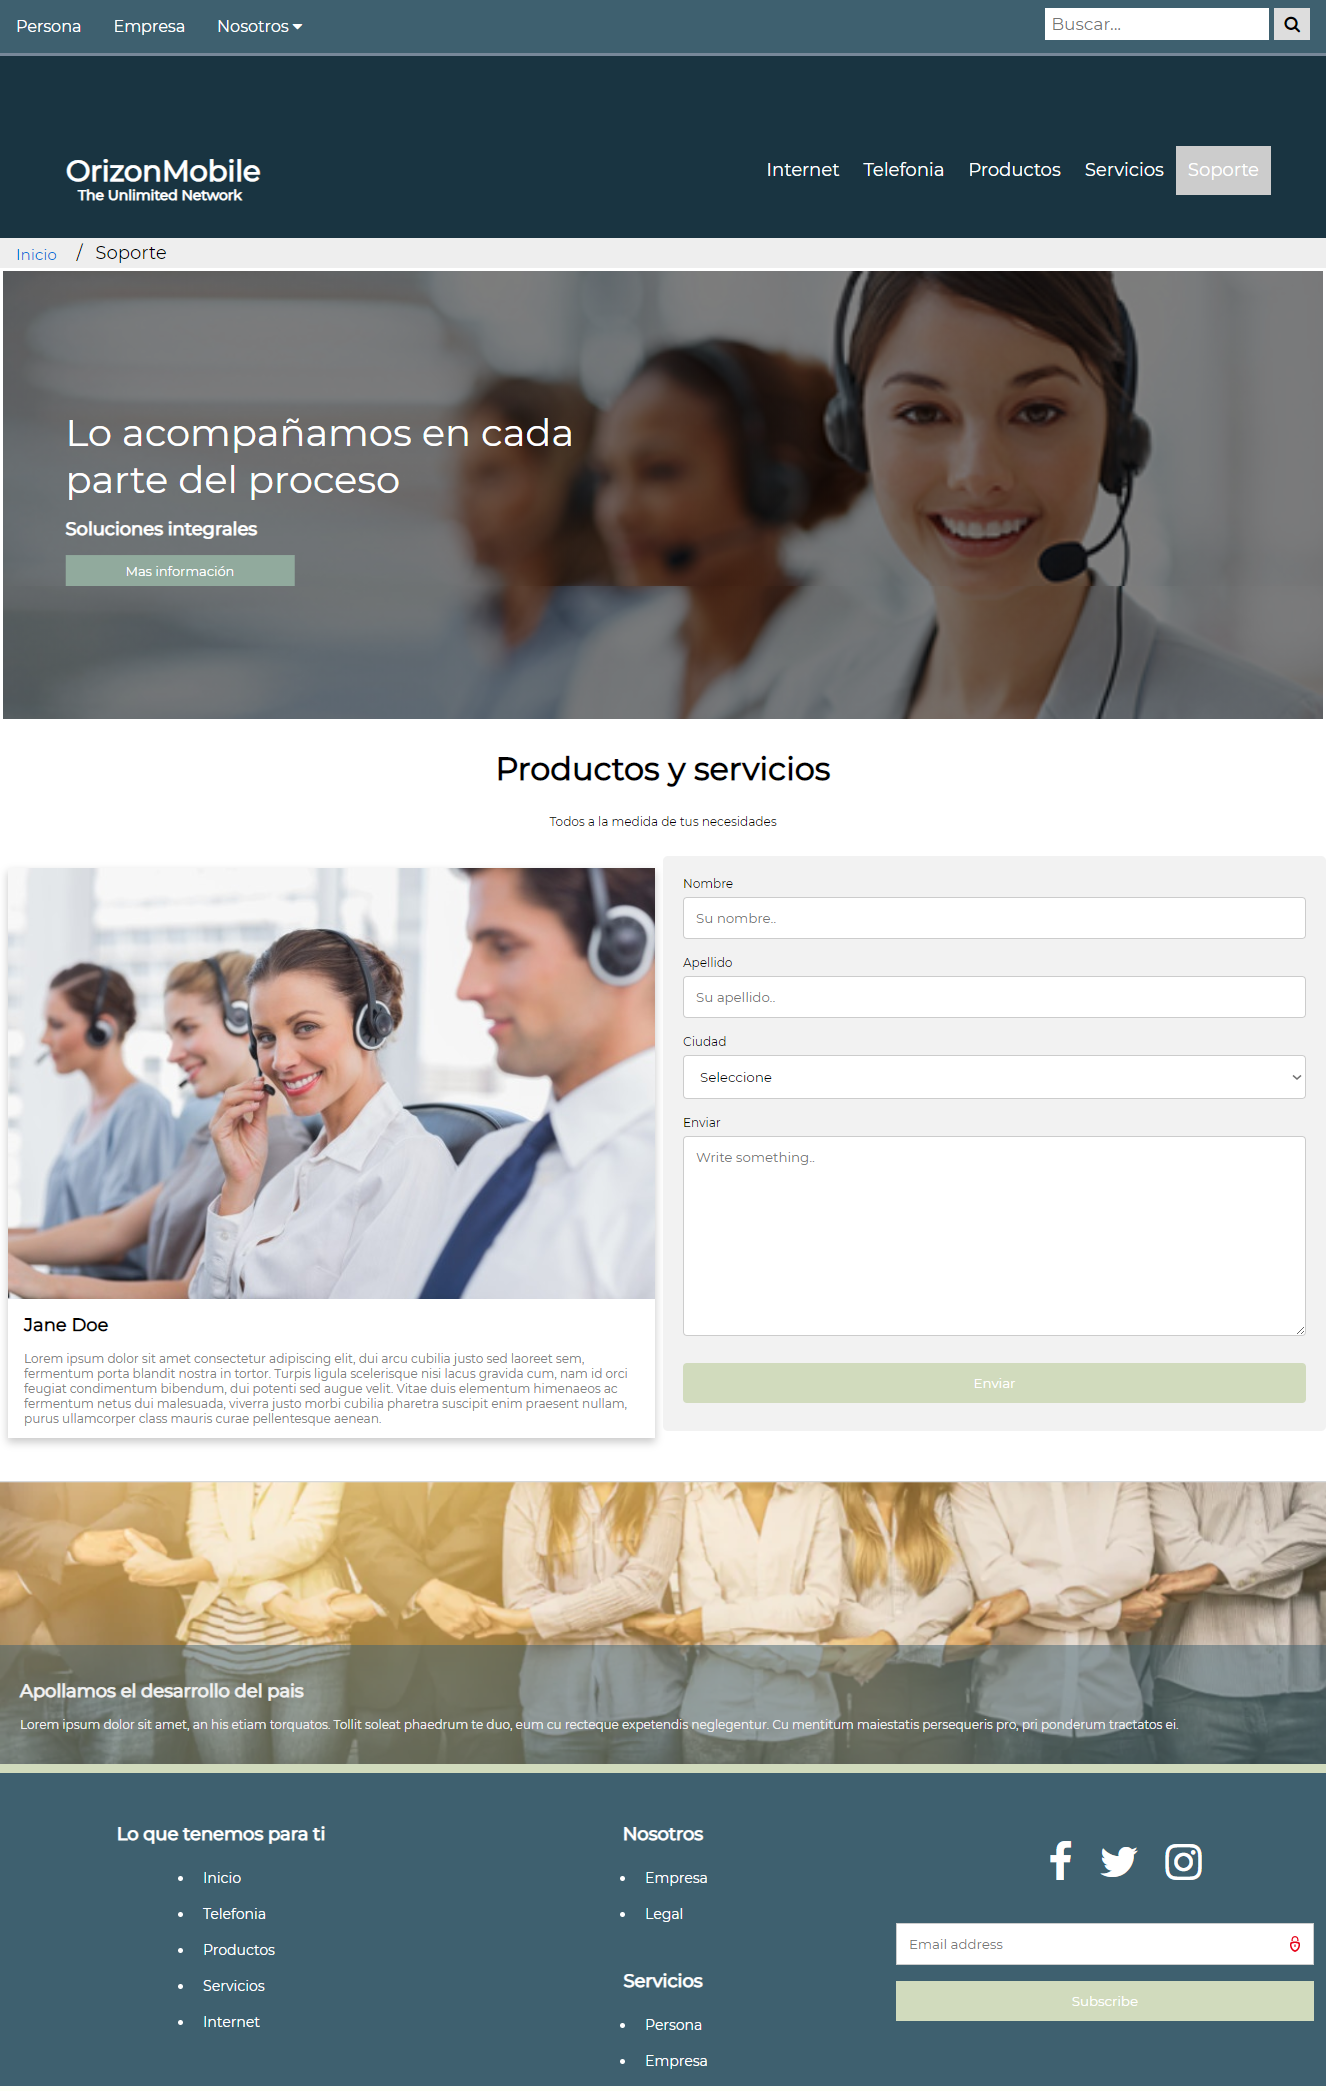 Persona Empresa Nosotros Buscar...
OrizonMobile
The Unlimited Network
Internet Telefonia Productos Servicios Soporte
Inicio / Soporte
Lo acompañamos en cada
parte del proceso
Soluciones integrales
Mas información
Productos y servicios
Todos a la medida de tus necesidades
Jane Doe
Lorem ipsum dolor sit amet consectetur adipiscing elit, dui arcu cubilia justo sed laoreet sem,
fermentum porta blandit nostra in tortor. Turpis ligula scelerisque nisi lacus gravida cum, nam id orci
feugiat condimentum bibendum, dui potenti sed augue velit. Vitae duis elementum himenaeos ac
fermentum netus dui malesuada, viverra justo morbi cubilia pharetra suscipit enim praesent nullam,
purus ullamcorper class mauris curae pellentesque aenean.
Nombre
Su nombre..
Apellido
Su apellido..
Ciudad
Seleccione
Enviar
Write something..
Enviar
Apollamos el desarrollo del pais
Lorem ipsum dolor sit amet, an his etiam torquatos. Tollit soleat phaedrum te duo, eum cu recteque expetendis neglegentur. Cu mentitum maiestatis persequeris pro, pri ponderum tractatos ei.
Lo que tenemos para ti
Inicio
Telefonia
Productos
Servicios
Internet
Nosotros
Empresa
Legal
Servicios
Persona
Empresa
Email address
Subscribe